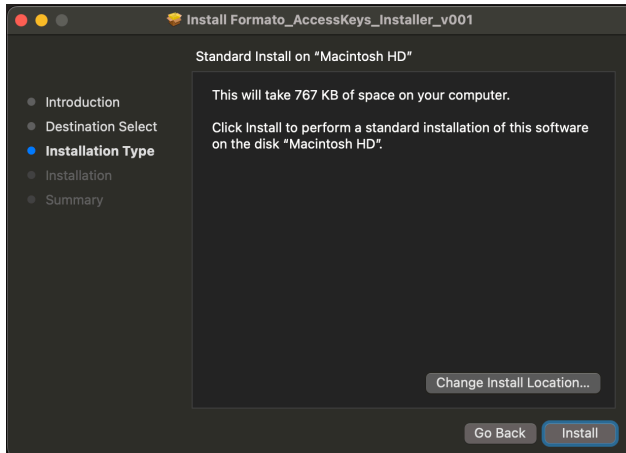 Install Formato_AccessKeys_Installer_v001
Standard Install on “Macintosh HD”
Introduction
Destination Select
Installation Type
Installation
Summary
This will take 767 KB of space on your computer.
Click Install to perform a standard installation of this software
on the disk “Macintosh HD”.
Change Install Location...
Go Back
Install